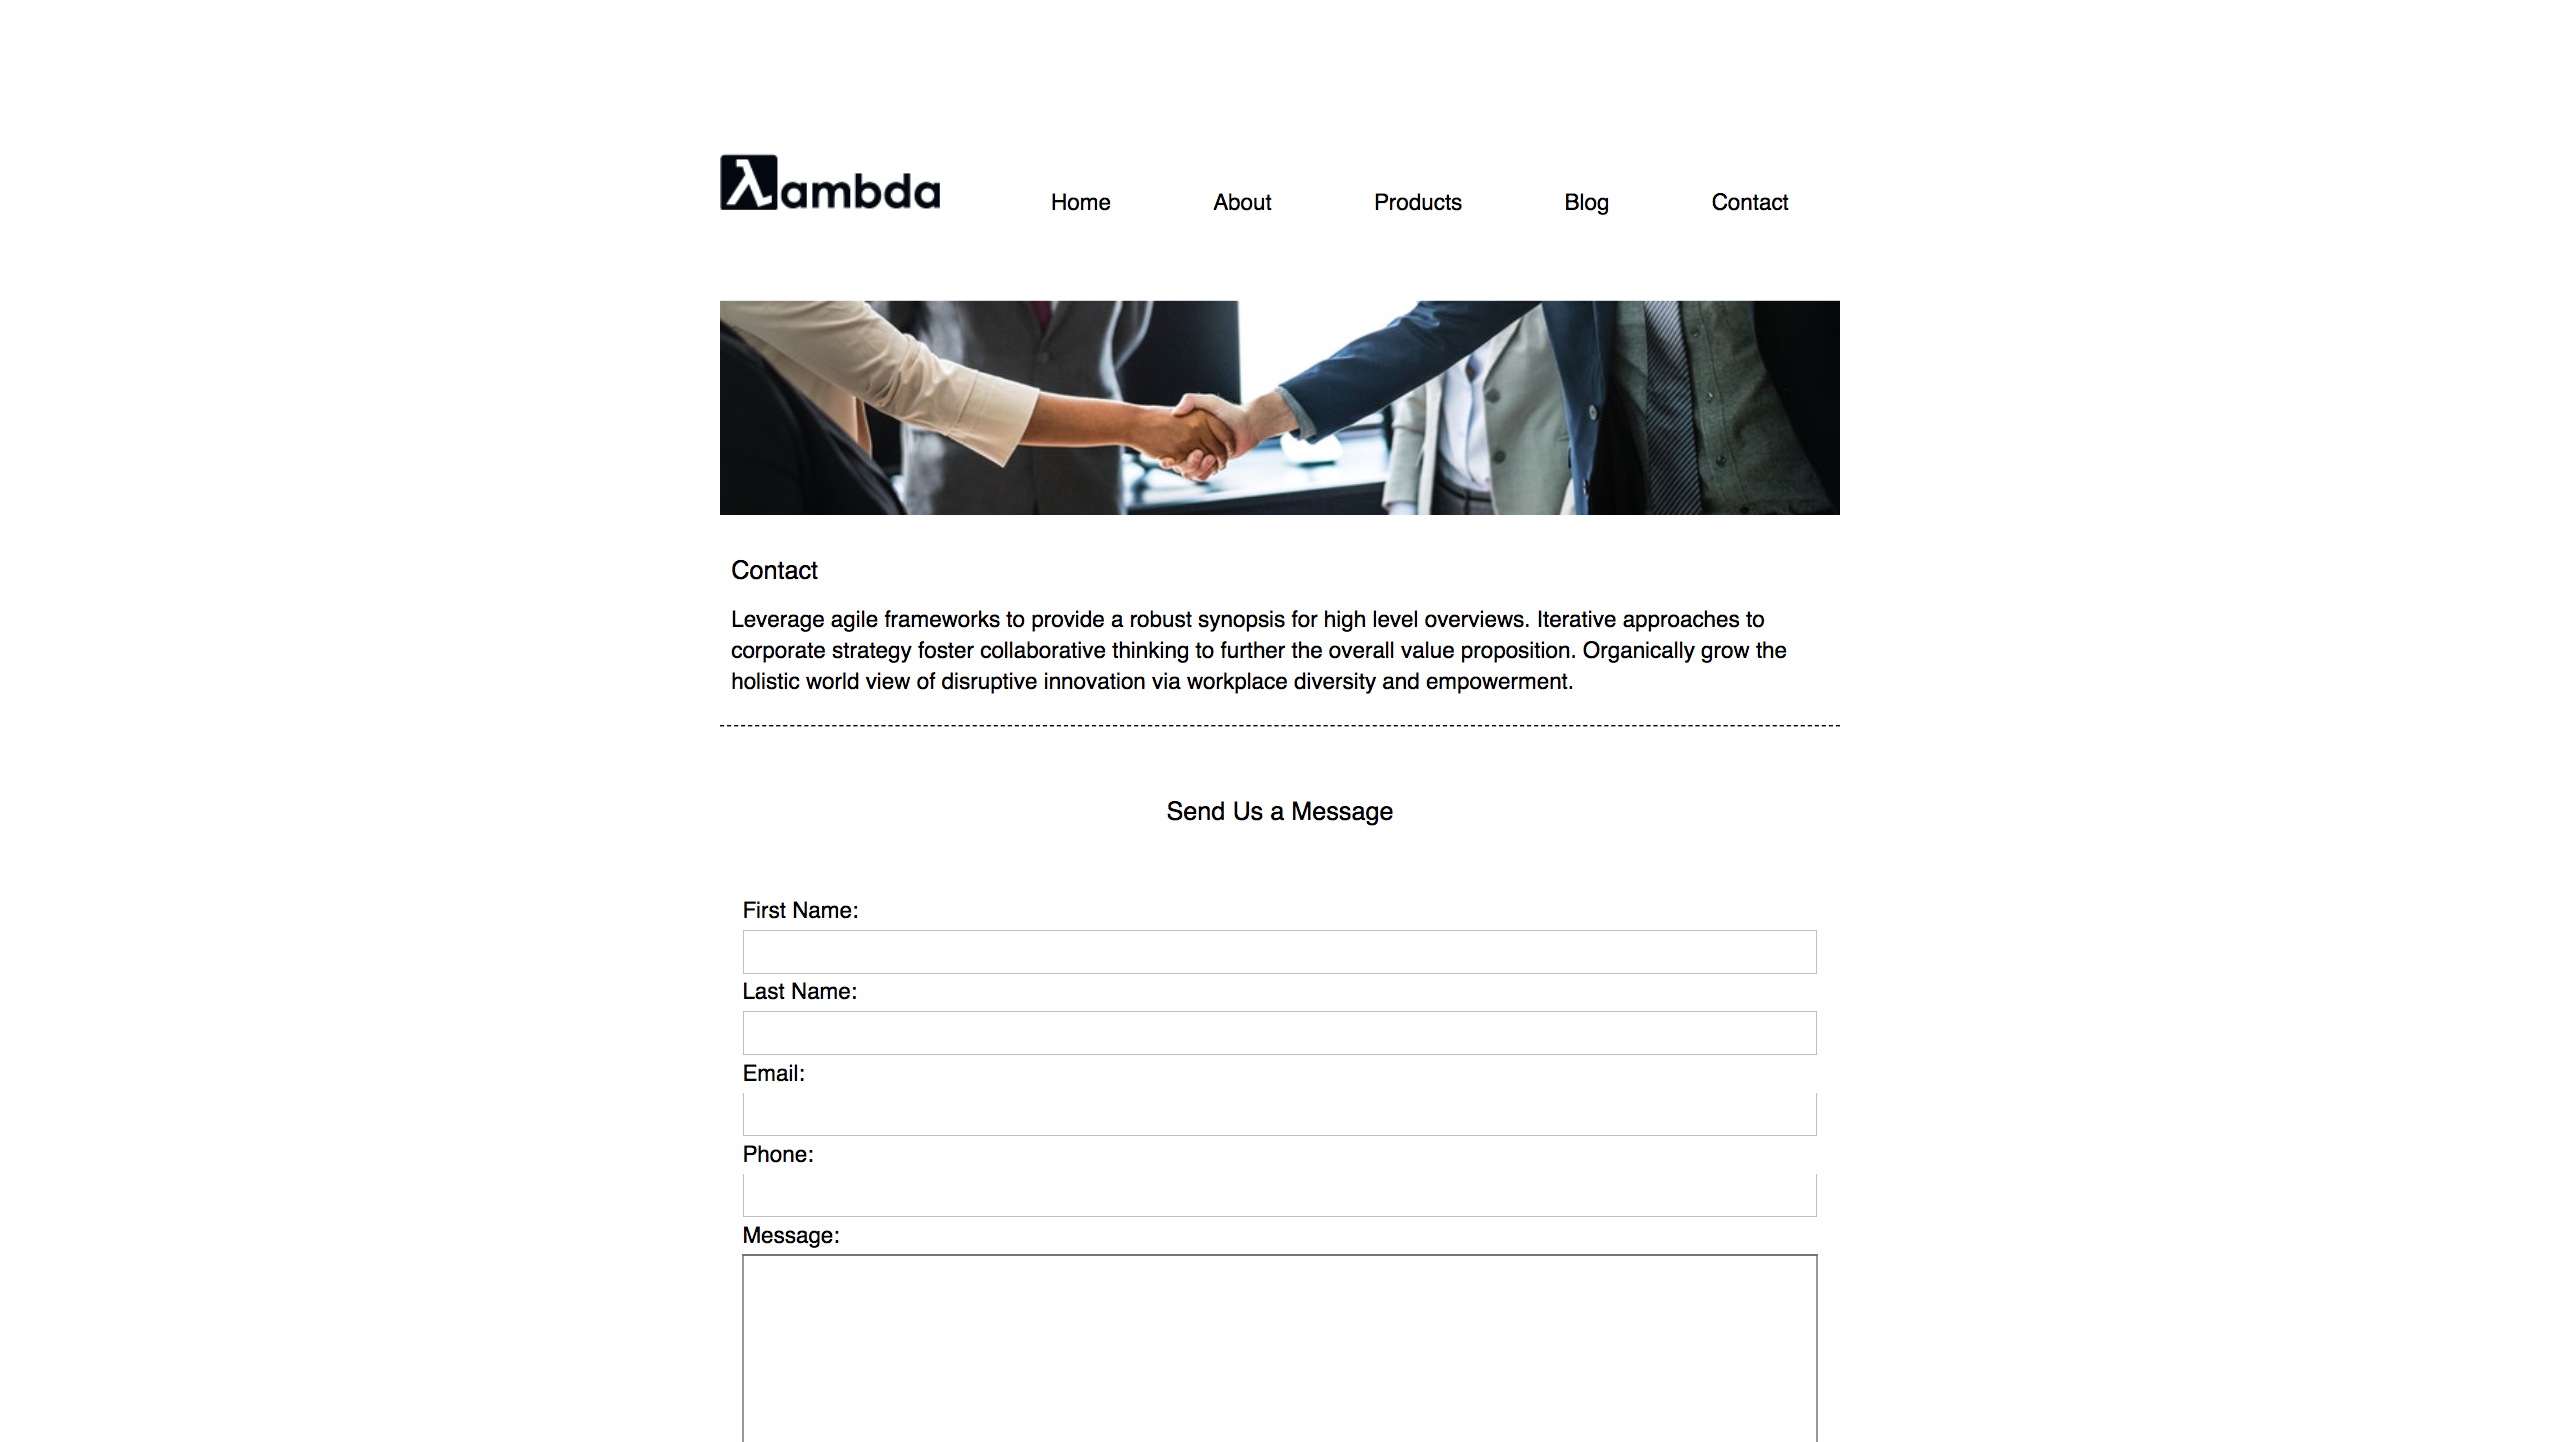 λambda
Home About Products Blog Contact
Contact
Leverage agile frameworks to provide a robust synopsis for high level overviews. Iterative approaches to
corporate strategy foster collaborative thinking to further the overall value proposition. Organically grow the
holistic world view of disruptive innovation via workplace diversity and empowerment.
Send Us a Message
First Name:
Last Name:
Email:
Phone:
Message: